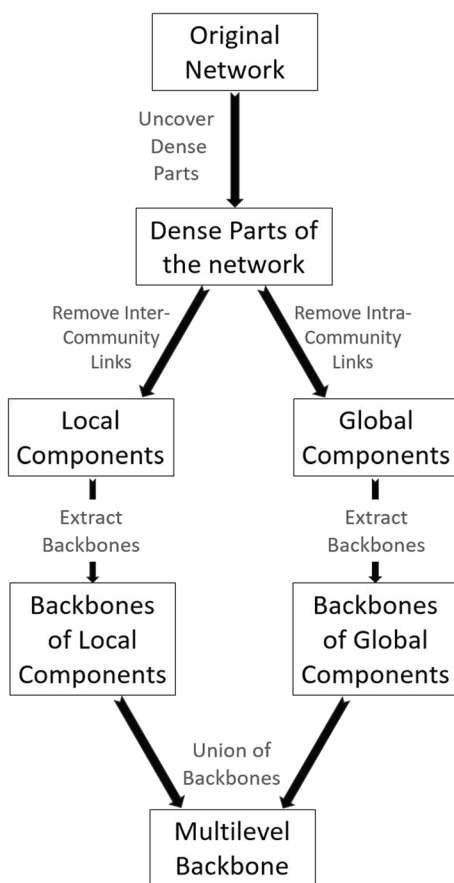 Original
Network
Uncover
Dense
Parts
Dense Parts of
the network
Remove Inter-
Community
Links
Remove Intra-
Community
Links
Local
Components
Global
Components
Extract
Backbones
Extract
Backbones
Backbones
of Local
Components
Backbones
of Global
Components
Union of
Backbones
Multilevel
Backbone